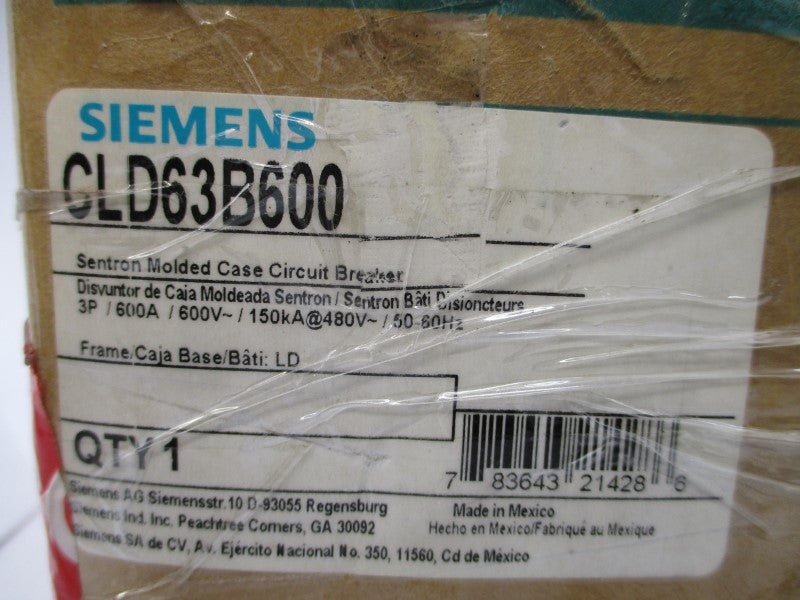 SIEMENS
CLD63B600
Sentron Molded Case Circuit Breaker
Disvuntor de Caja Moldeada Sentron / Sentron Bâti Disioncteurs
3P / 600A / 600V~ / 150kA@480V~ / 50-60Hz
Frame/Caja Base/Bâti: LD
QTY 1
7 83643 21428 6
Siemens AG Siemensstr.10 D-93055 Regensburg
Siemens Ind. Inc. Peachtree Corners, GA 30092
Siemens SA de CV, Av. Ejército Nacional No. 350, 11560, Cd de México
Made in Mexico
Hecho en Mexico/Fabriqué au Mexique